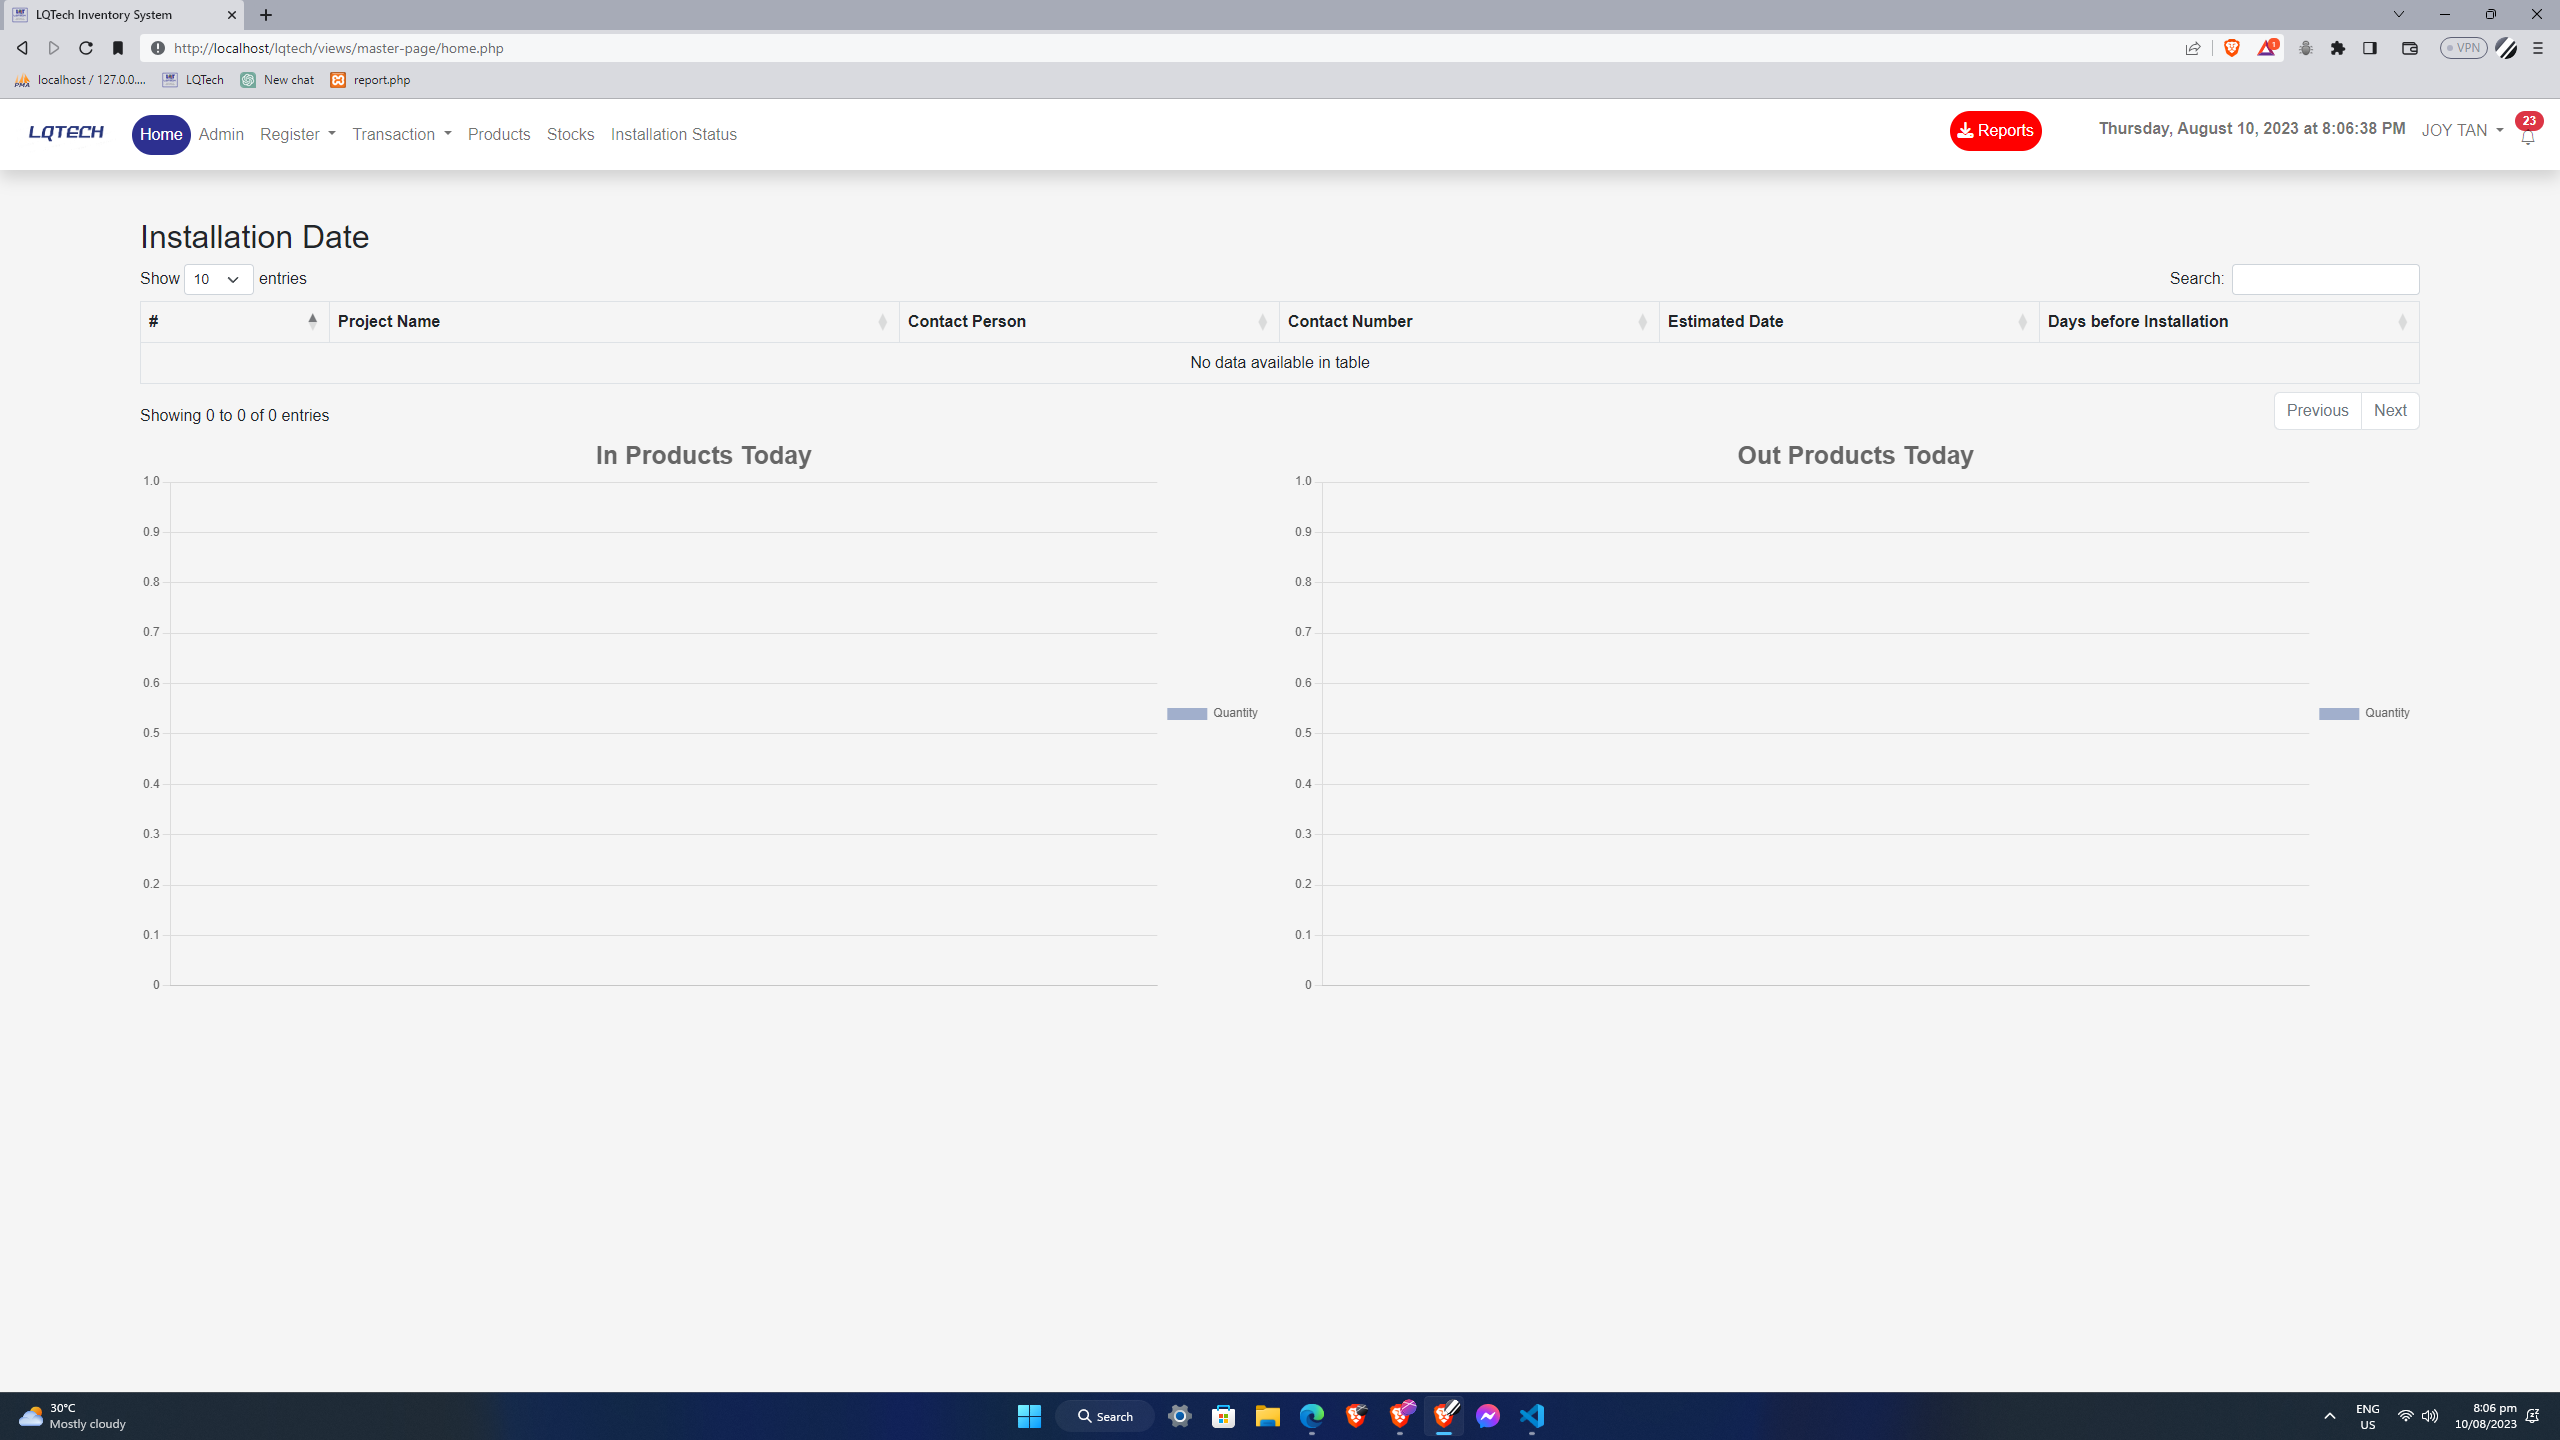 LQTech Inventory System
http://localhost/lqtech/views/master-page/home.php
1
VPN
localhost / 127.0.0.... LQTech New chat report.php
LQTECH Home Admin Register Transaction Products Stocks Installation Status Reports Thursday, August 10, 2023 at 8:06:38 PM JOY TAN 23
Installation Date
Show 10 entries Search:
# Project Name Contact Person Contact Number Estimated Date Days before Installation
No data available in table
Showing 0 to 0 of 0 entries Previous Next
In Products Today
1.0
0.9
0.8
0.7
0.6
0.5
0.4
0.3
0.2
0.1
0
Quantity
Out Products Today
1.0
0.9
0.8
0.7
0.6
0.5
0.4
0.3
0.2
0.1
0
Quantity
30°C
Mostly cloudy
Search
ENG
US
8:06 pm
10/08/2023